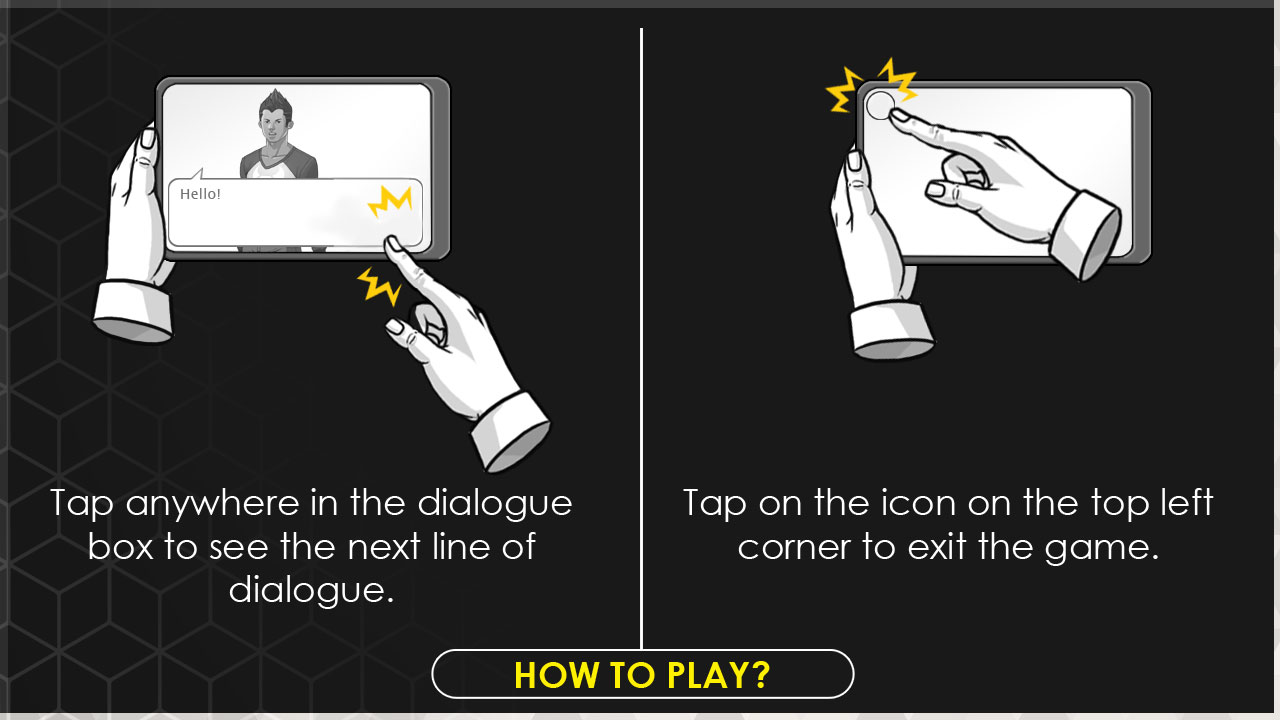 Hello!
Tap anywhere in the dialogue
box to see the next line of
dialogue.
Tap on the icon on the top left
corner to exit the game.
HOW TO PLAY?